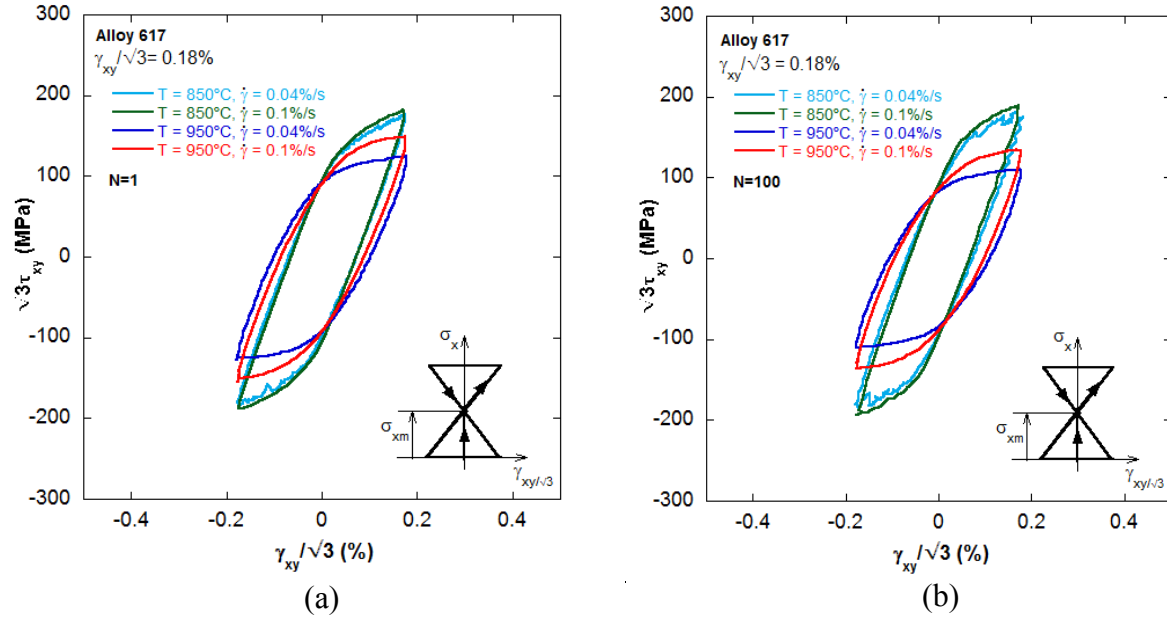 300
200
100
0
-100
-200
-300
√3τxy (MPa)
Alloy 617
γxy/√3= 0.18%
T = 850°C, γ̇ = 0.04%/s
T = 850°C, γ̇ = 0.1%/s
T = 950°C, γ̇ = 0.04%/s
T = 950°C, γ̇ = 0.1%/s
N=1
σx
σxm
γxy/√3
-0.4 -0.2 0 0.2 0.4
γxy/√3 (%)
(a)
300
200
100
0
-100
-200
-300
√3τxy (MPa)
Alloy 617
γxy/√3 = 0.18%
T = 850°C, γ̇ = 0.04%/s
T = 850°C, γ̇ = 0.1%/s
T = 950°C, γ̇ = 0.04%/s
T = 950°C, γ̇ = 0.1%/s
N=100
σx
σxm
γxy/√3
-0.4 -0.2 0 0.2 0.4
γxy/√3 (%)
(b)